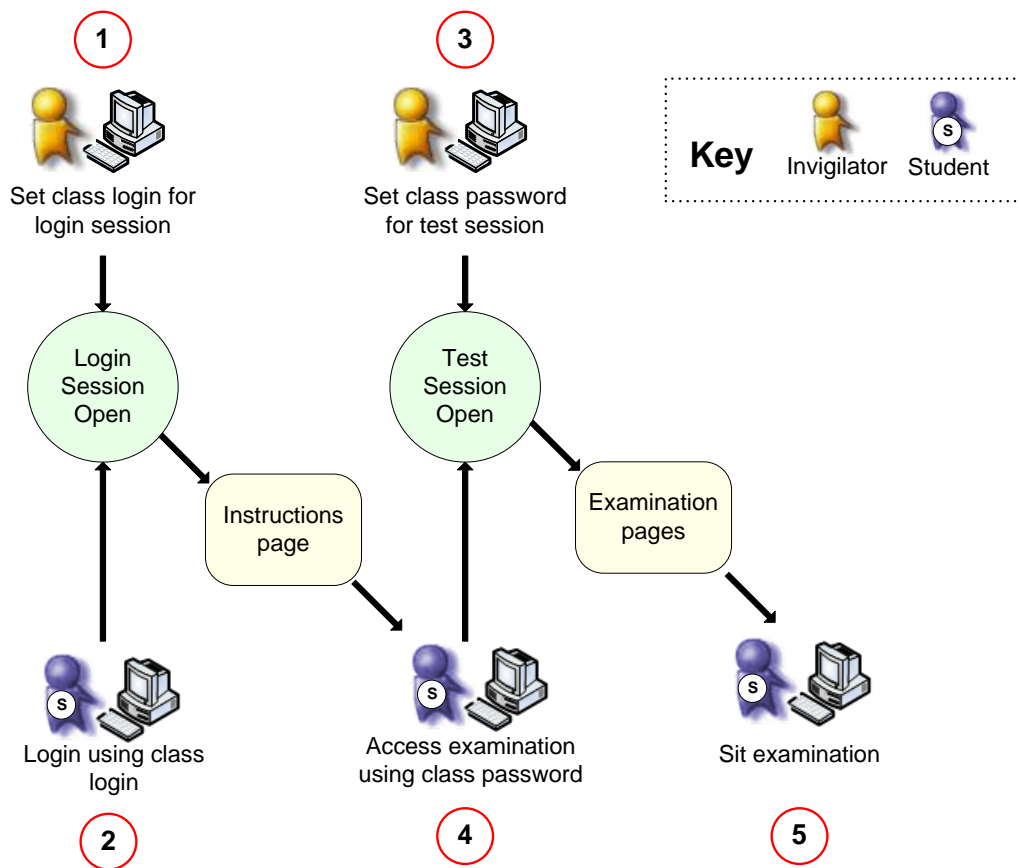 1
3
Set class login for
login session
Set class password
for test session
Key
Invigilator
S
Student
Login
Session
Open
Test
Session
Open
Instructions
page
Examination
pages
S
Login using class
login
S
Access examination
using class password
S
Sit examination
2
4
5